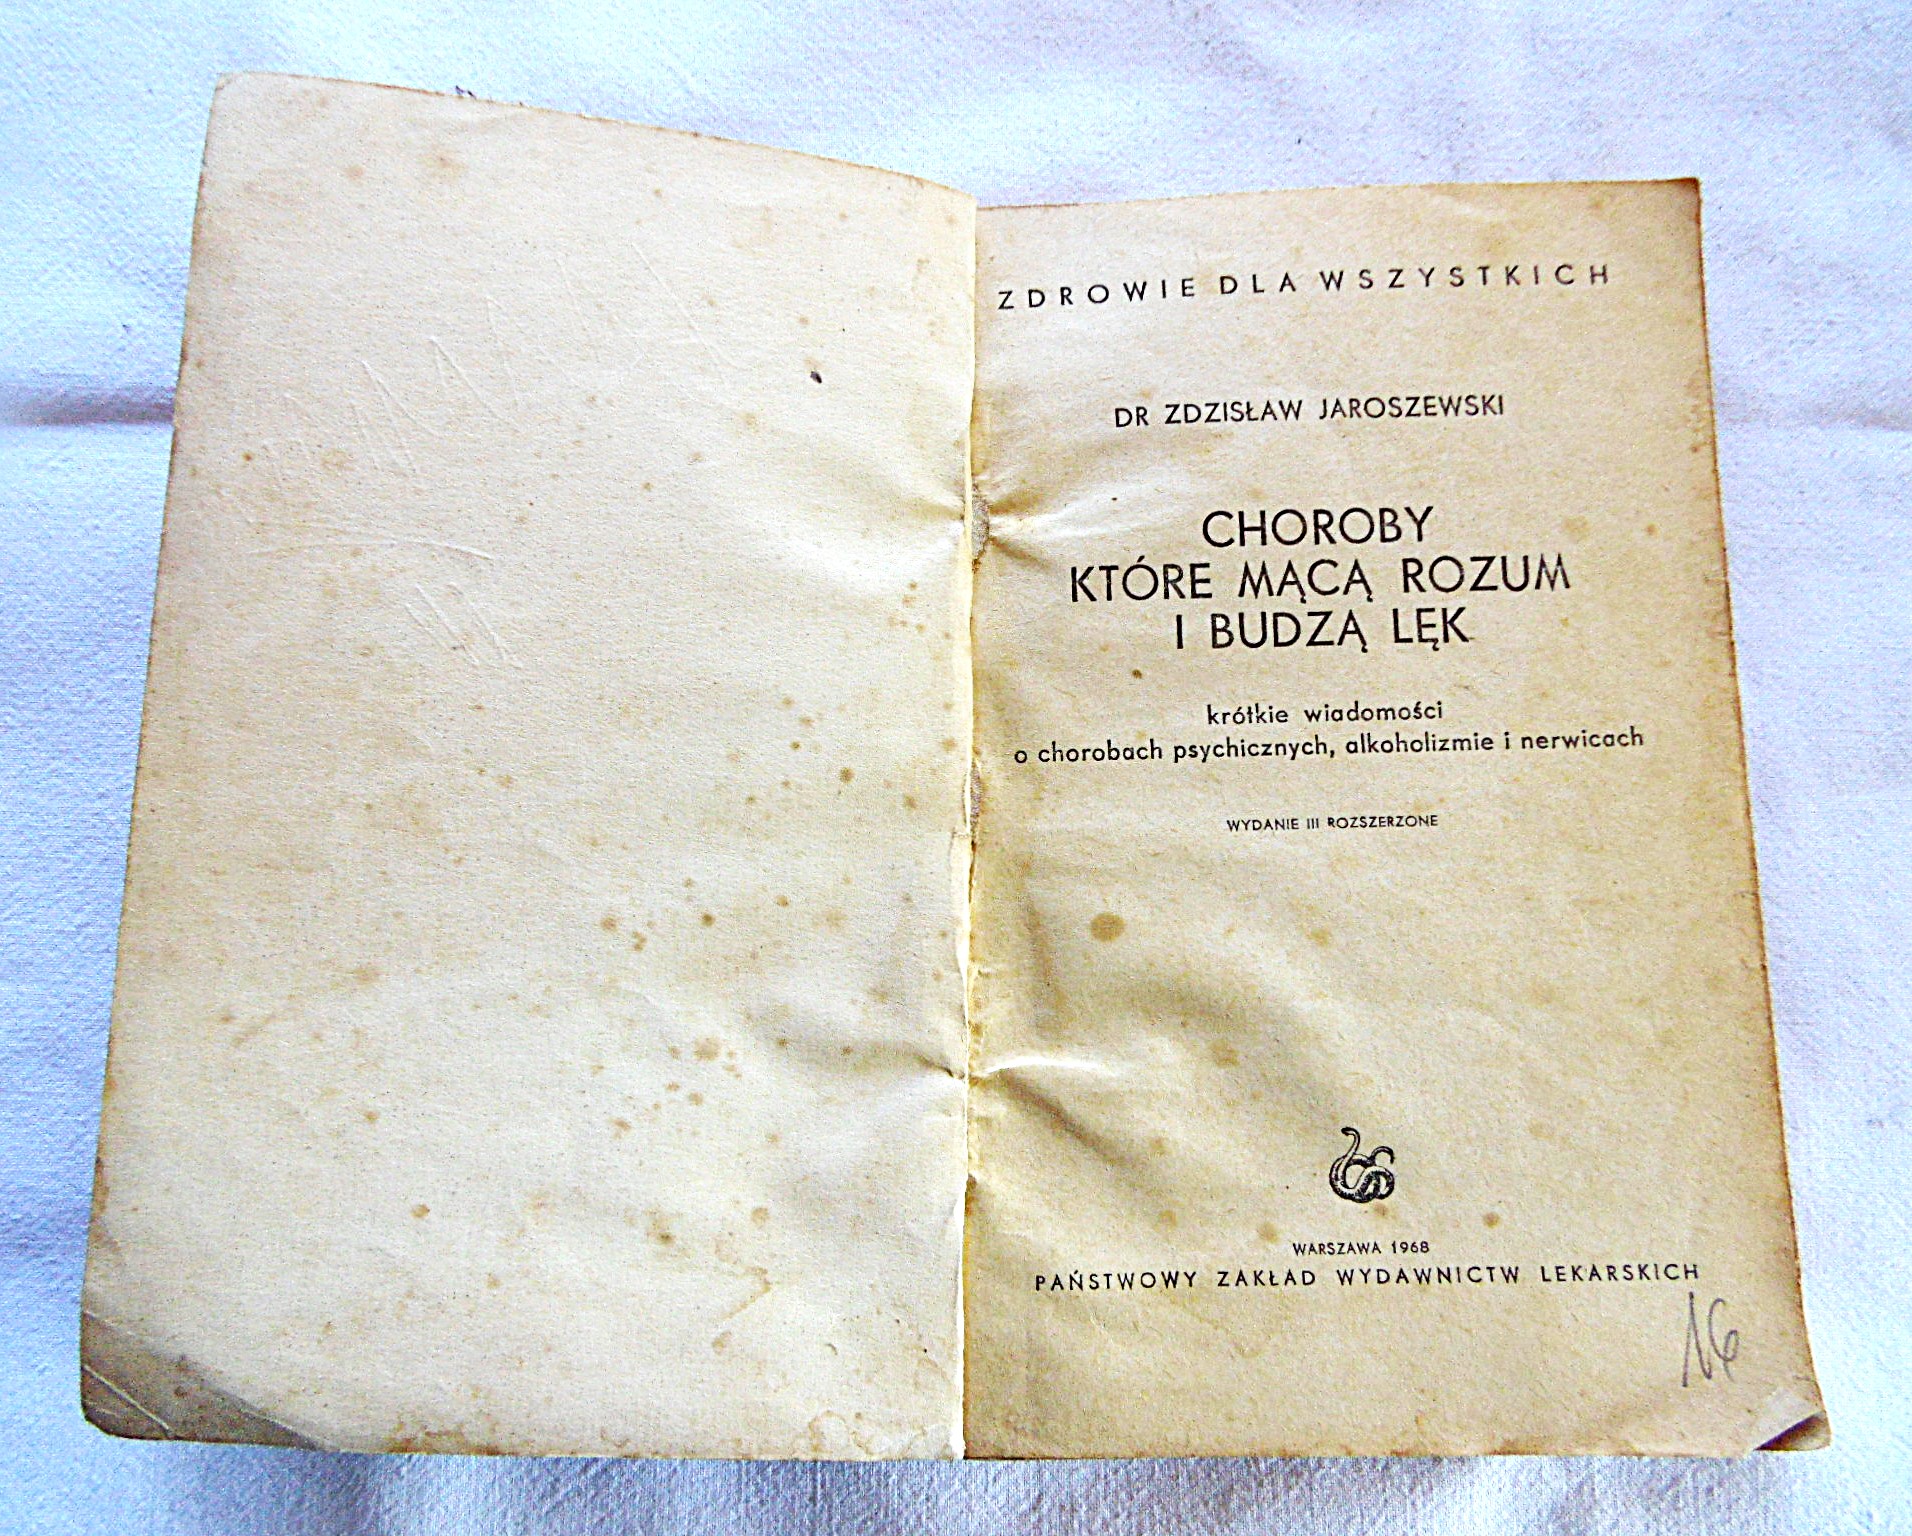 ZDROWIE DLA WSZYSTKICH
DR ZDZISŁAW JAROSZEWSKI
CHOROBY
KTÓRE MĄCĄ ROZUM
I BUDZĄ LĘK
krótkie wiadomości
o chorobach psychicznych, alkoholizmie i nerwicach
WYDANIE III ROZSZERZONE
WARSZAWA 1968
PAŃSTWOWY ZAKŁAD WYDAWNICTW LEKARSKICH
16